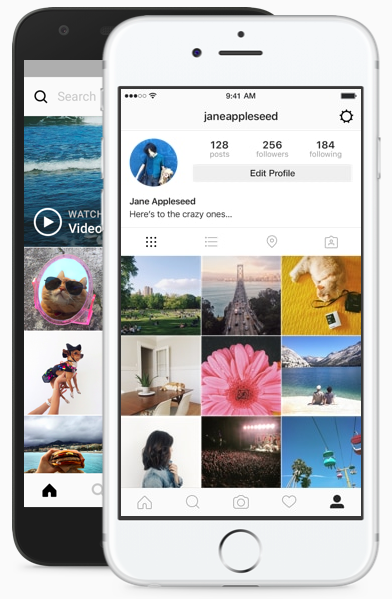 Search
WATCH
Video
9:41 AM
janeappleseed
128
256
184
posts
followers
following
Edit Profile
Jane Appleseed
Here's to the crazy ones...